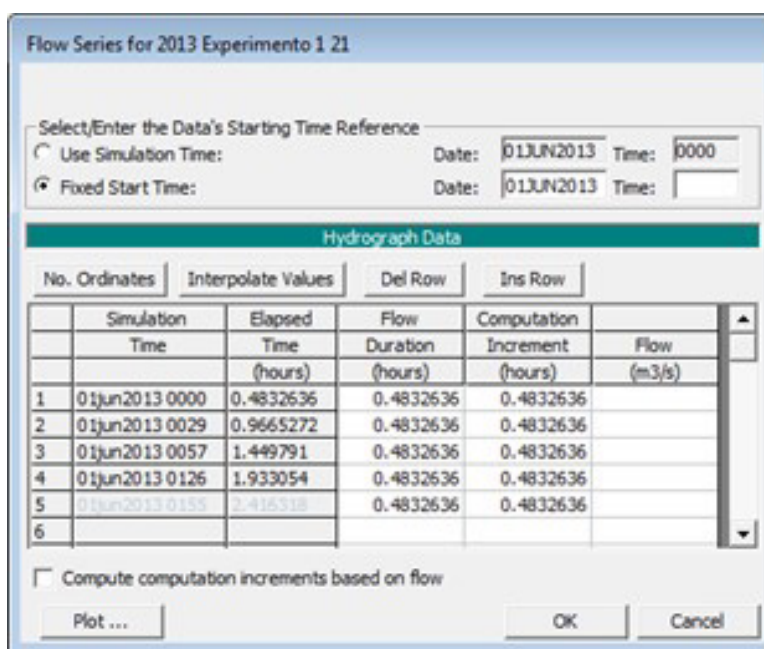 Flow Series for 2013 Experimento 1 21
Select/Enter the Data's Starting Time Reference
Use Simulation Time: Date: 01JUN2013 Time: 0000
Fixed Start Time: Date: 01JUN2013 Time:
Hydrograph Data
No. Ordinates Interpolate Values Del Row Ins Row
Simulation Elapsed Flow Computation
Time Time Duration Increment Flow
(hours) (hours) (hours) (m3/s)
1 01jun2013 0000 0.4832636 0.4832636 0.4832636
2 01jun2013 0029 0.9665272 0.4832636 0.4832636
3 01jun2013 0057 1.449791 0.4832636 0.4832636
4 01jun2013 0126 1.933054 0.4832636 0.4832636
5 01jun2013 0155 2.416318 0.4832636 0.4832636
6
Compute computation increments based on flow
Plot ... OK Cancel